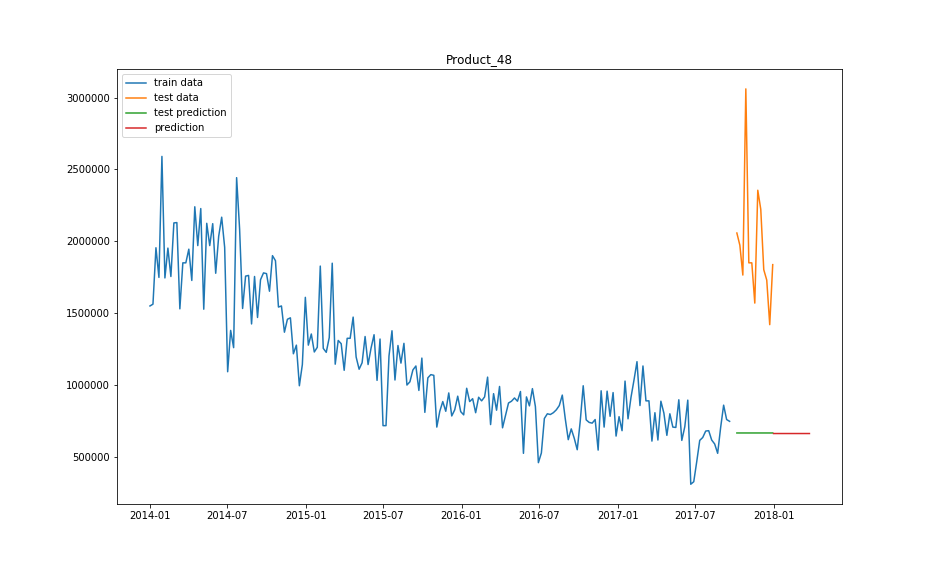 Product_48
train data
test data
test prediction
prediction
3000000
2500000
2000000
1500000
1000000
500000
2014-01 2014-07 2015-01 2015-07 2016-01 2016-07 2017-01 2017-07 2018-01